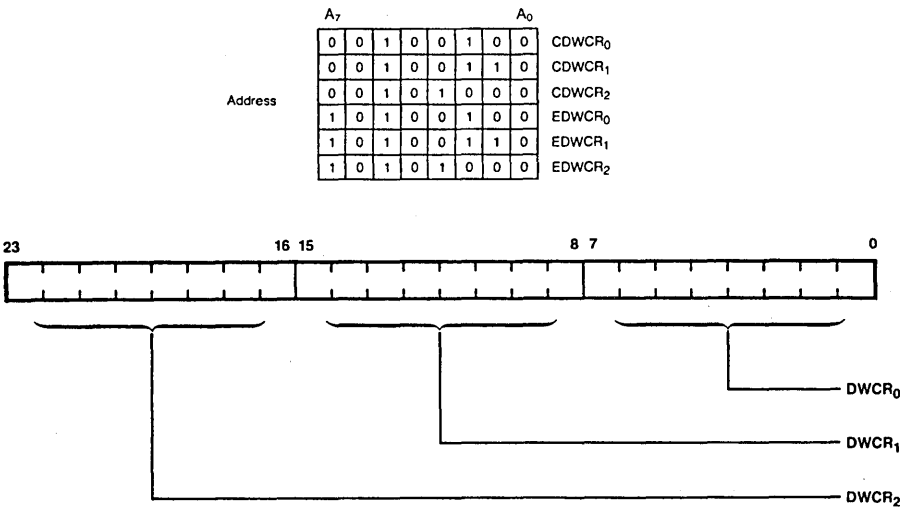 A7 A0
0 0 1 0 0 1 0 0 CDWCR0
0 0 1 0 0 1 1 0 CDWCR1
0 0 1 0 1 0 0 0 CDWCR2
Address
1 0 1 0 0 1 0 0 EDWCR0
1 0 1 0 0 1 1 0 EDWCR1
1 0 1 0 1 0 0 0 EDWCR2
23 16 15 8 7 0
DWCR0
DWCR1
DWCR2